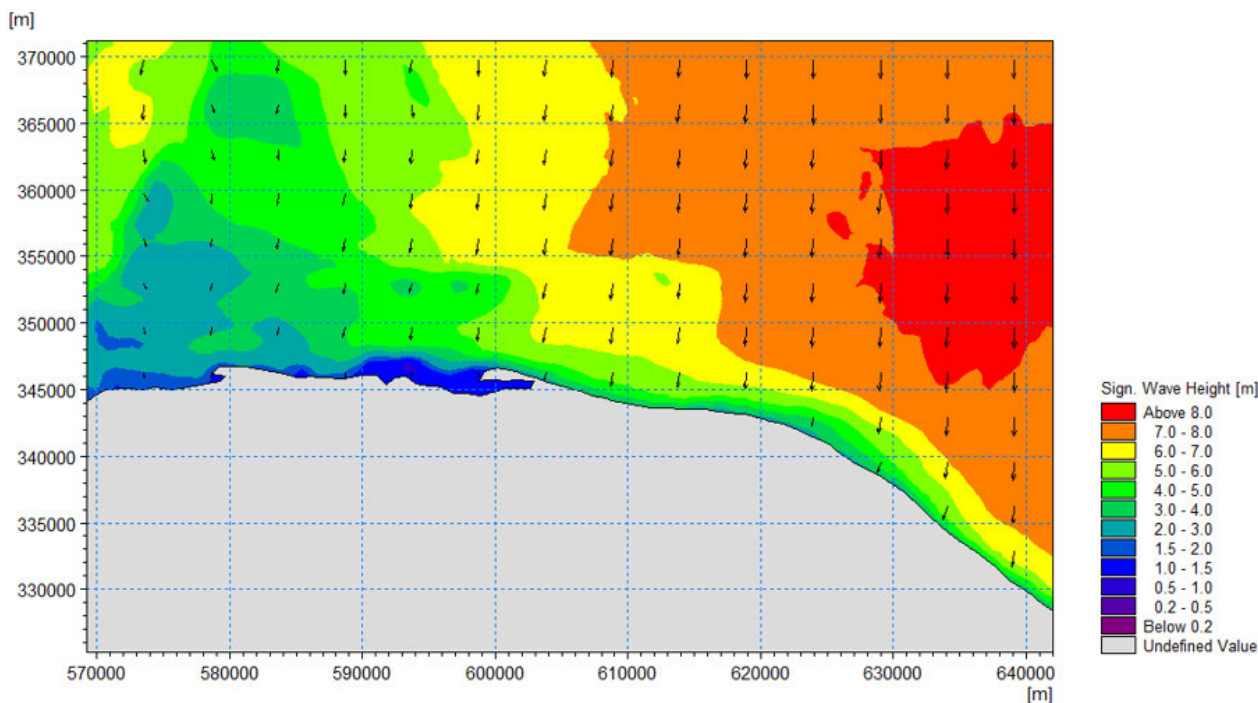 [m]
370000
365000
360000
355000
350000
345000
340000
335000
330000
570000 580000 590000 600000 610000 620000 630000 640000
[m]
Sign. Wave Height [m]
Above 8.0
7.0 - 8.0
6.0 - 7.0
5.0 - 6.0
4.0 - 5.0
3.0 - 4.0
2.0 - 3.0
1.5 - 2.0
1.0 - 1.5
0.5 - 1.0
0.2 - 0.5
Below 0.2
Undefined Value